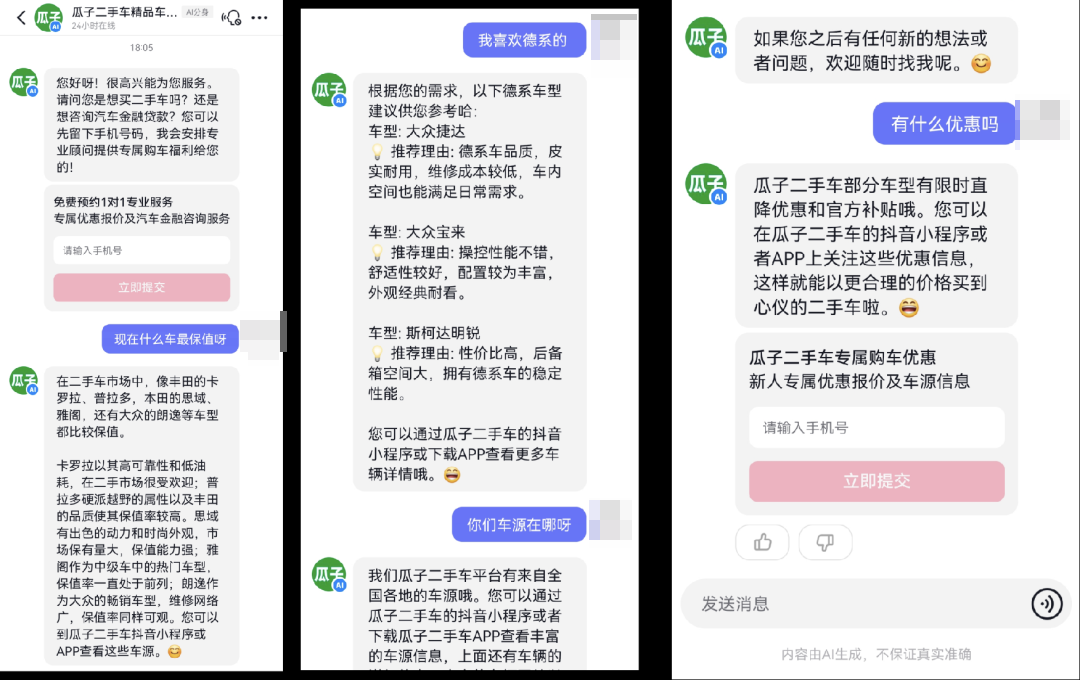 瓜子二手车精品车...
AI分身
24小时在线
18:05
瓜子
AI
您好呀！很高兴能为您服务。
请问您是想买二手车吗？还是
想咨询汽车金融贷款？您可以
先留下手机号码，我会安排专
业顾问提供专属购车福利给您
的！
免费预约1对1专业服务
专属优惠报价及汽车金融咨询服务
请输入手机号
立即提交
现在什么车最保值呀
瓜子
AI
在二手车市场中，像丰田的卡
罗拉、普拉多，本田的思域、
雅阁，还有大众的朗逸等车型
都比较保值。
卡罗拉以其高可靠性和低油
耗，在二手市场很受欢迎；普
拉多硬派越野的属性以及丰田
的品质使其保值率较高。思域
有出色的动力和时尚外观，市
场保有量大，保值能力强；雅
阁作为中级车中的热门车型，
保值率一直处于前列；朗逸作
为大众的畅销车型，维修网络
广，保值率同样可观。您可以
到瓜子二手车抖音小程序或
APP查看这些车源。😊
我喜欢德系的
瓜子
AI
根据您的需求，以下德系车型
建议供您参考哈:
车型: 大众捷达
💡 推荐理由: 德系车品质，皮
实耐用，维修成本较低，车内
空间也能满足日常需求。
车型: 大众宝来
💡 推荐理由: 操控性能不错，
舒适性较好，配置较为丰富，
外观经典耐看。
车型: 斯柯达明锐
💡 推荐理由: 性价比高，后备
箱空间大，拥有德系车的稳定
性能。
您可以通过瓜子二手车的抖音
小程序或下载APP查看更多车
辆详情哦。😄
你们车源在哪呀
瓜子
AI
我们瓜子二手车平台有来自全
国各地的车源哦。您可以通过
瓜子二手车的抖音小程序或者
下载瓜子二手车APP查看丰富
的车源信息，上面还有车辆的
瓜子
AI
如果您之后有任何新的想法或
者问题，欢迎随时找我呢。😊
有什么优惠吗
瓜子
AI
瓜子二手车部分车型有限时直
降优惠和官方补贴哦。您可以
在瓜子二手车的抖音小程序或
者APP上关注这些优惠信息，
这样就能以更合理的价格买到
心仪的二手车啦。😄
瓜子二手车专属购车优惠
新人专属优惠报价及车源信息
请输入手机号
立即提交
发送消息
内容由AI生成，不保证真实准确